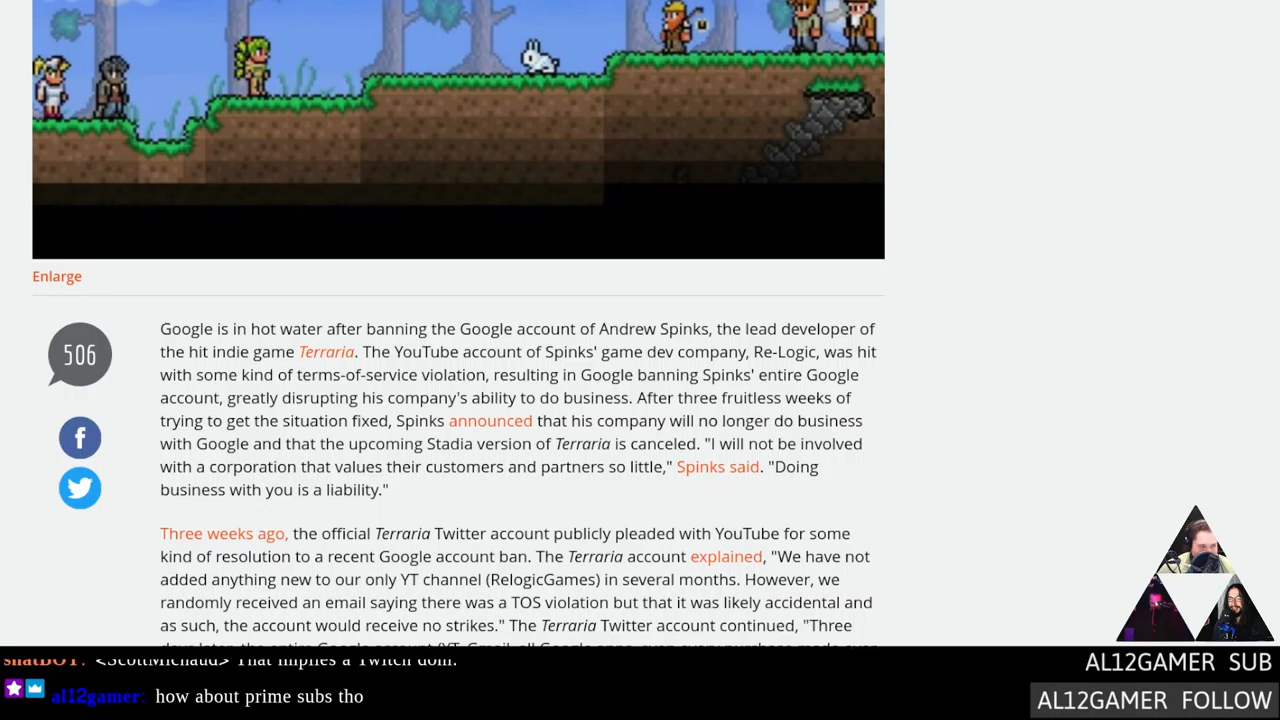 Enlarge
506
Google is in hot water after banning the Google account of Andrew Spinks, the lead developer of
the hit indie game Terraria. The YouTube account of Spinks' game dev company, Re-Logic, was hit
with some kind of terms-of-service violation, resulting in Google banning Spinks' entire Google
account, greatly disrupting his company's ability to do business. After three fruitless weeks of
trying to get the situation fixed, Spinks announced that his company will no longer do business
with Google and that the upcoming Stadia version of Terraria is canceled. "I will not be involved
with a corporation that values their customers and partners so little," Spinks said. "Doing
business with you is a liability."
Three weeks ago, the official Terraria Twitter account publicly pleaded with YouTube for some
kind of resolution to a recent Google account ban. The Terraria account explained, "We have not
added anything new to our only YT channel (RelogicGames) in several months. However, we
randomly received an email saying there was a TOS violation but that it was likely accidental and
as such, the account would receive no strikes." The Terraria Twitter account continued, "Three
<ScottMichaud> That implies a Twitch dom.
al12gamer: how about prime subs tho
AL12GAMER SUB
AL12GAMER FOLLOW